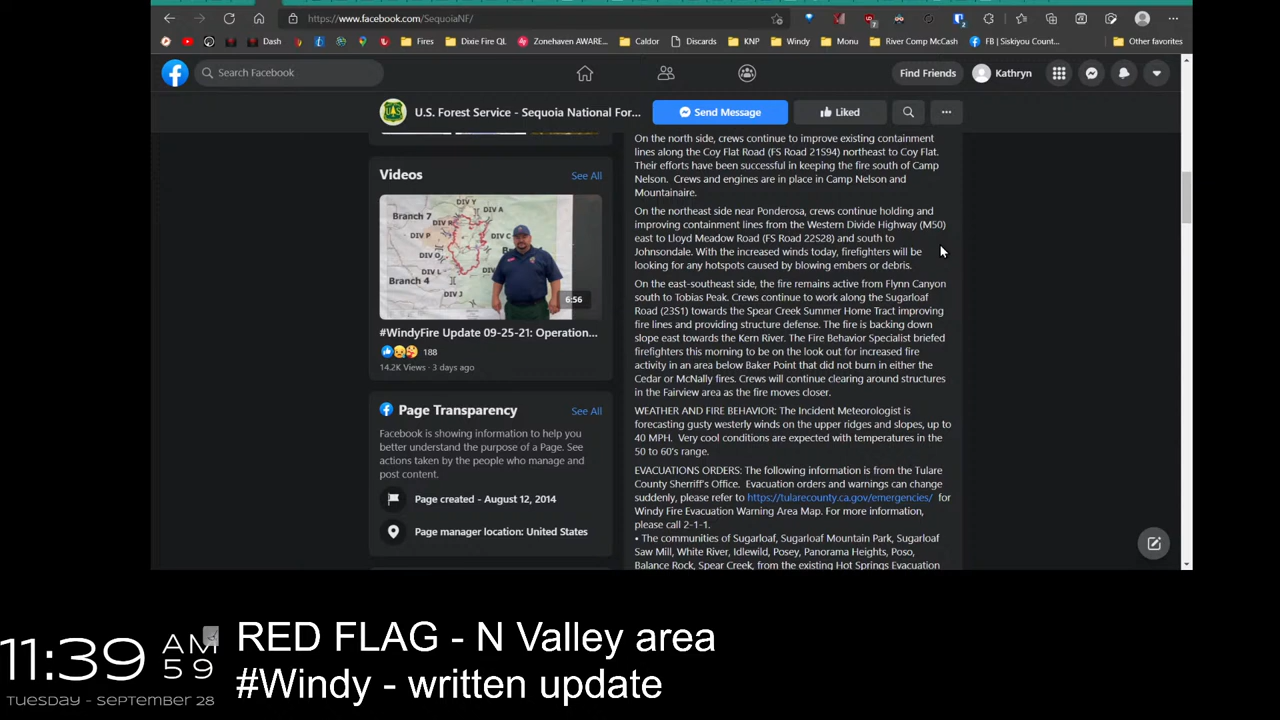 https://www.facebook.com/SequoiaNF/
Dash
Fires
Dixie Fire QL
Zonehaven AWARE...
Caldor
Discards
KNP
Windy
Monu
River Comp McCash
FB | Siskiyou Count...
Other favorites
Search Facebook
Find Friends
Kathryn
U.S. Forest Service - Sequoia National For...
Send Message
Liked
Videos
See All
Branch 7
DIV Y
DIV A
DIV P
DIV C
DIV L
Branch 4
DIV J
6:56
#WindyFire Update 09-25-21: Operation...
188
14.2K Views · 3 days ago
Page Transparency
See All
Facebook is showing information to help you
better understand the purpose of a Page. See
actions taken by the people who manage and
post content.
Page created - August 12, 2014
Page manager location: United States
On the north side, crews continue to improve existing containment
lines along the Coy Flat Road (FS Road 21S94) northeast to Coy Flat.
Their efforts have been successful in keeping the fire south of Camp
Nelson. Crews and engines are in place in Camp Nelson and
Mountainaire.
On the northeast side near Ponderosa, crews continue holding and
improving containment lines from the Western Divide Highway (M50)
east to Lloyd Meadow Road (FS Road 22S28) and south to
Johnsondale. With the increased winds today, firefighters will be
looking for any hotspots caused by blowing embers or debris.
On the east-southeast side, the fire remains active from Flynn Canyon
south to Tobias Peak. Crews continue to work along the Sugarloaf
Road (23S1) towards the Spear Creek Summer Home Tract improving
fire lines and providing structure defense. The fire is backing down
slope east towards the Kern River. The Fire Behavior Specialist briefed
firefighters this morning to be on the look out for increased fire
activity in an area below Baker Point that did not burn in either the
Cedar or McNally fires. Crews will continue clearing around structures
in the Fairview area as the fire moves closer.
WEATHER AND FIRE BEHAVIOR: The Incident Meteorologist is
forecasting gusty westerly winds on the upper ridges and slopes, up to
40 MPH. Very cool conditions are expected with temperatures in the
50 to 60's range.
EVACUATIONS ORDERS: The following information is from the Tulare
County Sherriff's Office. Evacuation orders and warnings can change
suddenly, please refer to https://tularecounty.ca.gov/emergencies/ for
Windy Fire Evacuation Warning Area Map. For more information,
please call 2-1-1.
• The communities of Sugarloaf, Sugarloaf Mountain Park, Sugarloaf
Saw Mill, White River, Idlewild, Posey, Panorama Heights, Poso,
Balance Rock, Spear Creek, from the existing Hot Springs Evacuation
11:39 AM
59
TUESDAY - SEPTEMBER 28
RED FLAG - N Valley area
#Windy - written update